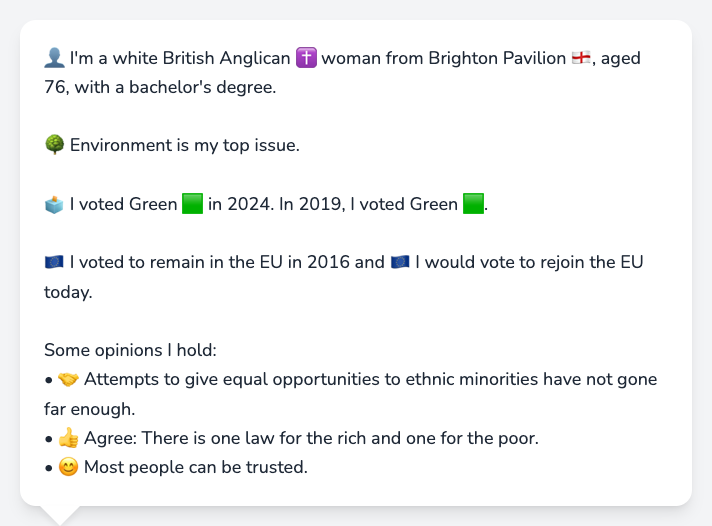 👤 I'm a white British Anglican ✝️ woman from Brighton Pavilion 🏴󠁧󠁢󠁥󠁮󠁧󠁿, aged
76, with a bachelor's degree.
🌳 Environment is my top issue.
🗳️ I voted Green 🟩 in 2024. In 2019, I voted Green 🟩.
🇪🇺 I voted to remain in the EU in 2016 and 🇪🇺 I would vote to rejoin the EU
today.
Some opinions I hold:
• 🤝 Attempts to give equal opportunities to ethnic minorities have not gone
far enough.
• 👍 Agree: There is one law for the rich and one for the poor.
• 😊 Most people can be trusted.